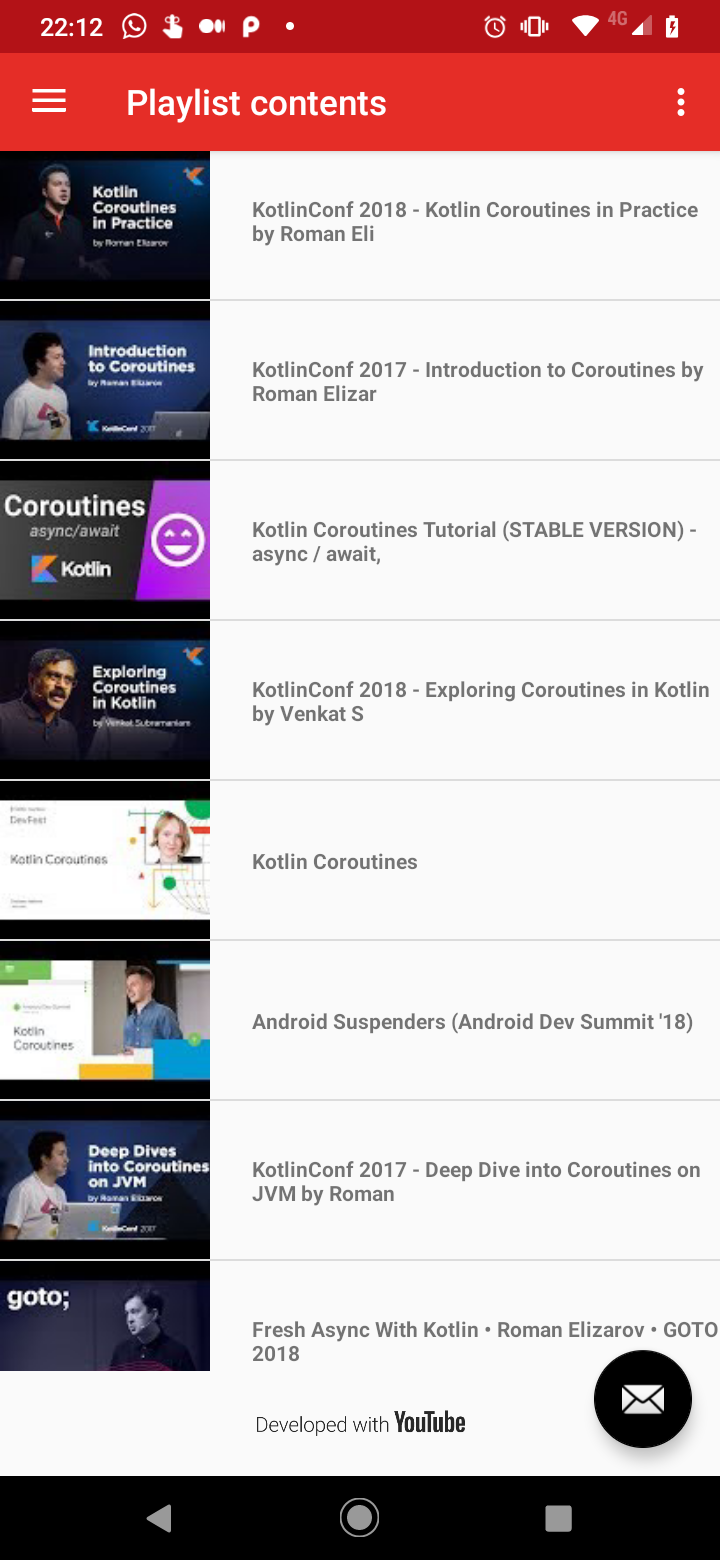 22:12
4G
Playlist contents
Kotlin
Coroutines
in Practice
by Roman Elizarov
KotlinConf 2018 - Kotlin Coroutines in Practice
by Roman Eli
Introduction
to Coroutines
by Roman Elizarov
KotlinConf 2017
KotlinConf 2017 - Introduction to Coroutines by
Roman Elizar
Coroutines
async/await
Kotlin
Kotlin Coroutines Tutorial (STABLE VERSION) -
async / await,
Exploring
Coroutines
in Kotlin
by Venkat Subramaniam
KotlinConf 2018 - Exploring Coroutines in Kotlin
by Venkat S
DevFest
Kotlin Coroutines
Kotlin Coroutines
Android Dev Summit
Kotlin
Coroutines
Android Suspenders (Android Dev Summit '18)
Deep Dives
into Coroutines
on JVM
by Roman Elizarov
KotlinConf 2017
KotlinConf 2017 - Deep Dive into Coroutines on
JVM by Roman
goto;
Fresh Async With Kotlin • Roman Elizarov • GOTO
2018
Developed with YouTube